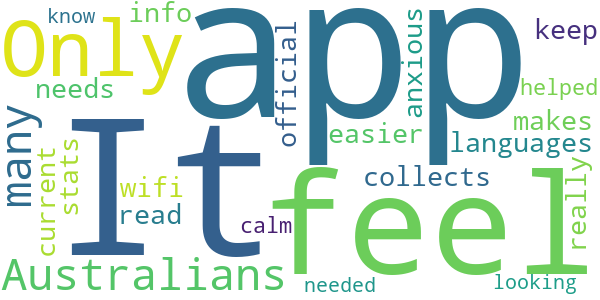 know
info
app
keep
Only
official
anxious
needs
helped
many
It
easier
makes
languages
current
stats
wifi
collects
feel
really
read
calm
Australians
needed
looking